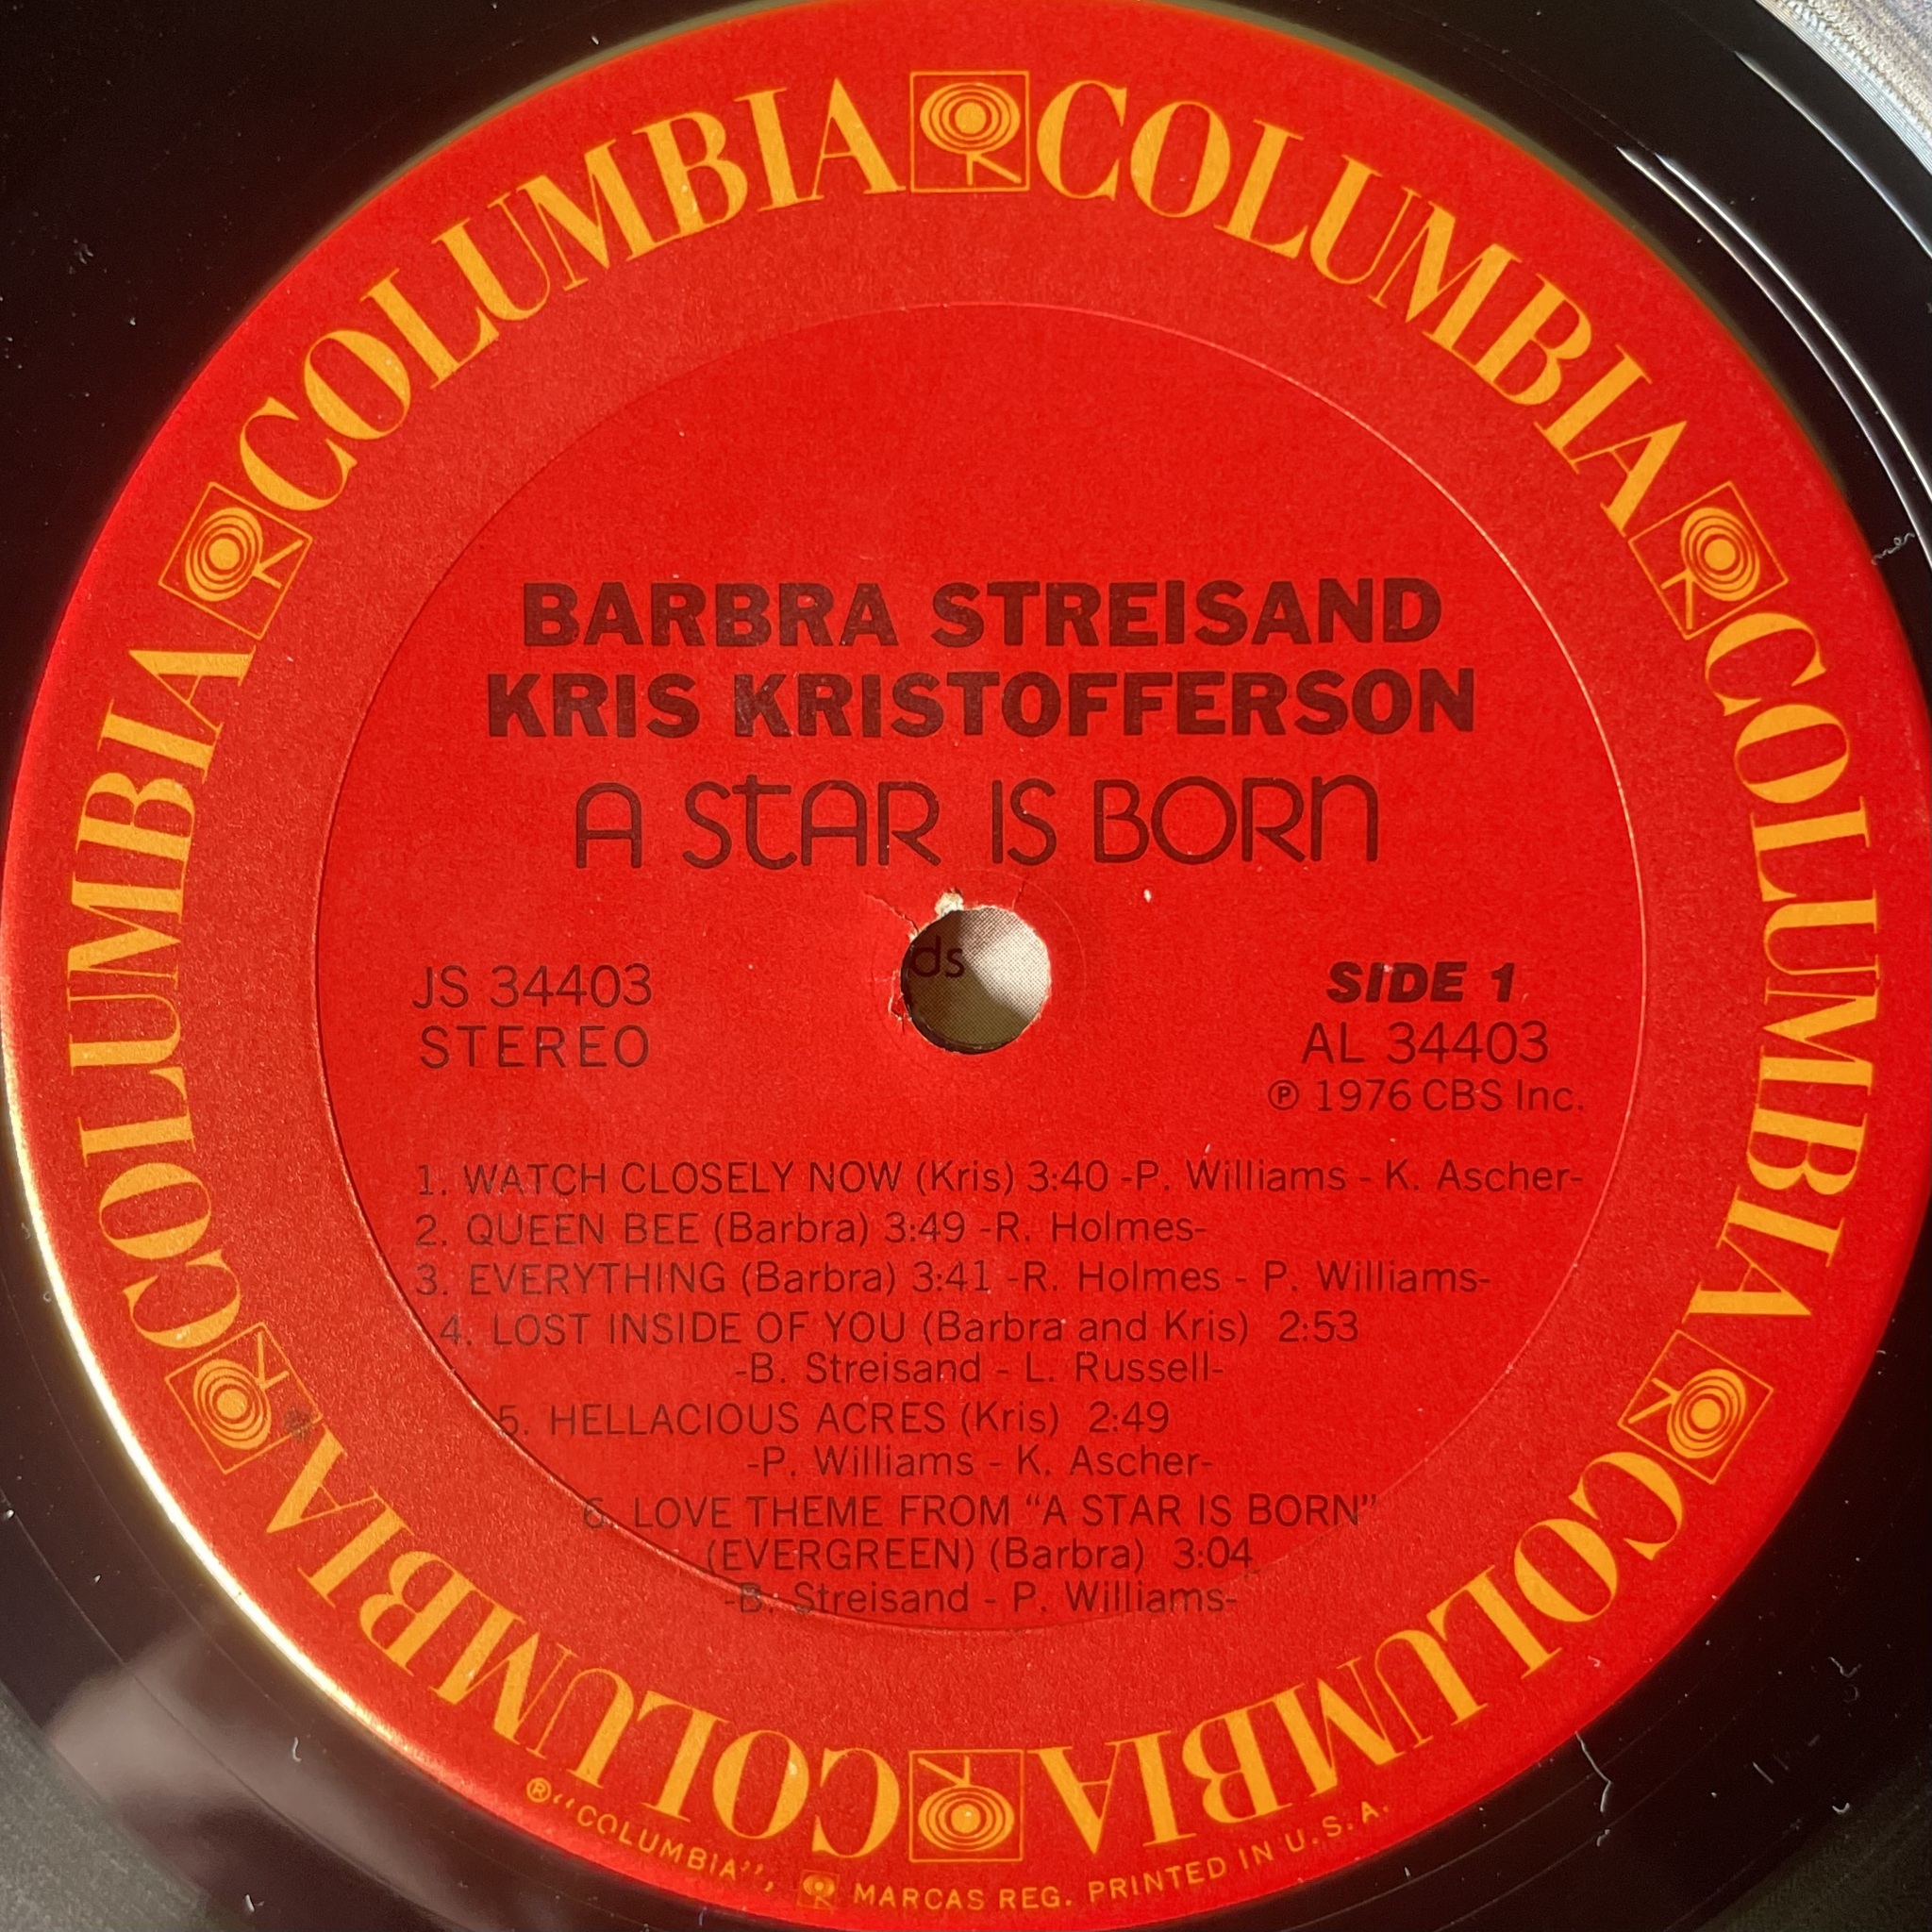 COLUMBIA COLUMBIA COLUMBIA COLUMBIA COLUMBIA COLUMBIA
BARBRA STREISAND
KRIS KRISTOFFERSON
A StAR IS BORn
ds
JS 34403
STEREO
SIDE 1
AL 34403
℗ 1976 CBS Inc.
1. WATCH CLOSELY NOW (Kris) 3:40 -P. Williams - K. Ascher-
2. QUEEN BEE (Barbra) 3:49 -R. Holmes-
3. EVERYTHING (Barbra) 3:41 -R. Holmes - P. Williams-
4. LOST INSIDE OF YOU (Barbra and Kris) 2:53
-B. Streisand - L. Russell-
5. HELLACIOUS ACRES (Kris) 2:49
-P. Williams - K. Ascher-
6. LOVE THEME FROM “A STAR IS BORN”
(EVERGREEN) (Barbra) 3:04
-B. Streisand - P. Williams-
® “COLUMBIA”, MARCAS REG. PRINTED IN U.S.A.